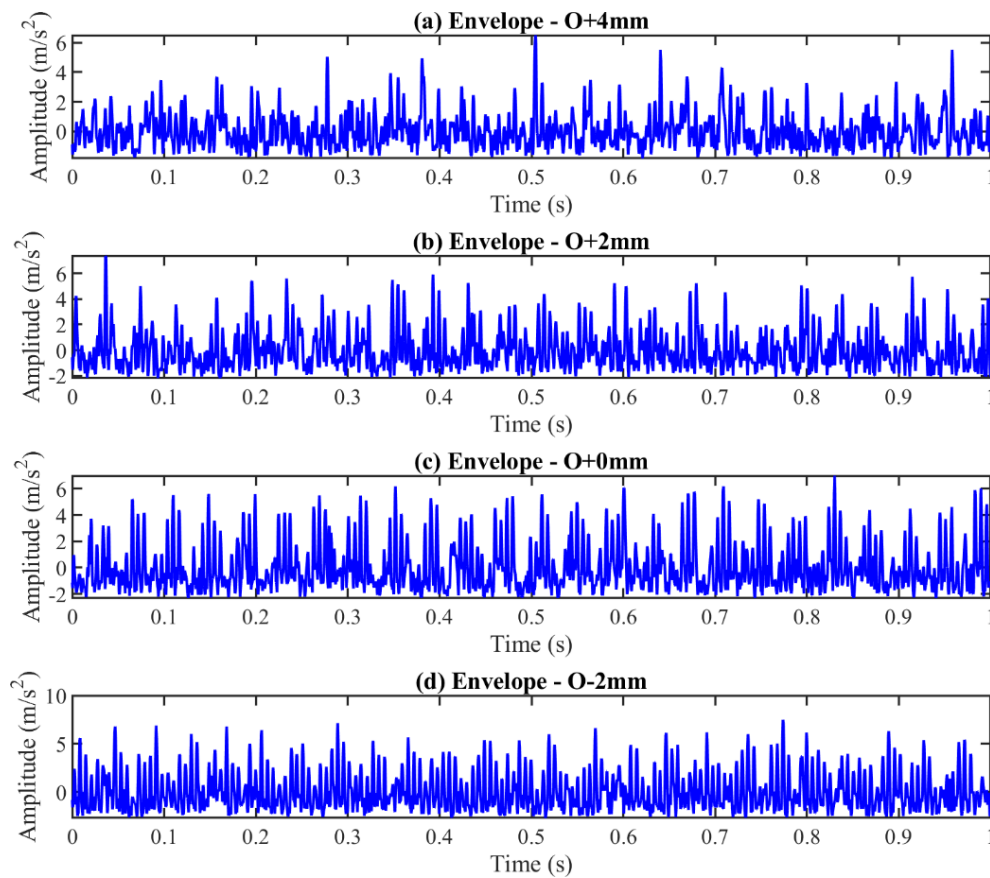 (a) Envelope - O+4mm
Amplitude (m/s²)
6
4
2
0
0 0.1 0.2 0.3 0.4 0.5 0.6 0.7 0.8 0.9 1
Time (s)
(b) Envelope - O+2mm
Amplitude (m/s²)
6
4
2
0
-2
0 0.1 0.2 0.3 0.4 0.5 0.6 0.7 0.8 0.9 1
Time (s)
(c) Envelope - O+0mm
Amplitude (m/s²)
6
4
2
0
-2
0 0.1 0.2 0.3 0.4 0.5 0.6 0.7 0.8 0.9 1
Time (s)
(d) Envelope - O-2mm
Amplitude (m/s²)
10
5
0
0 0.1 0.2 0.3 0.4 0.5 0.6 0.7 0.8 0.9 1
Time (s)